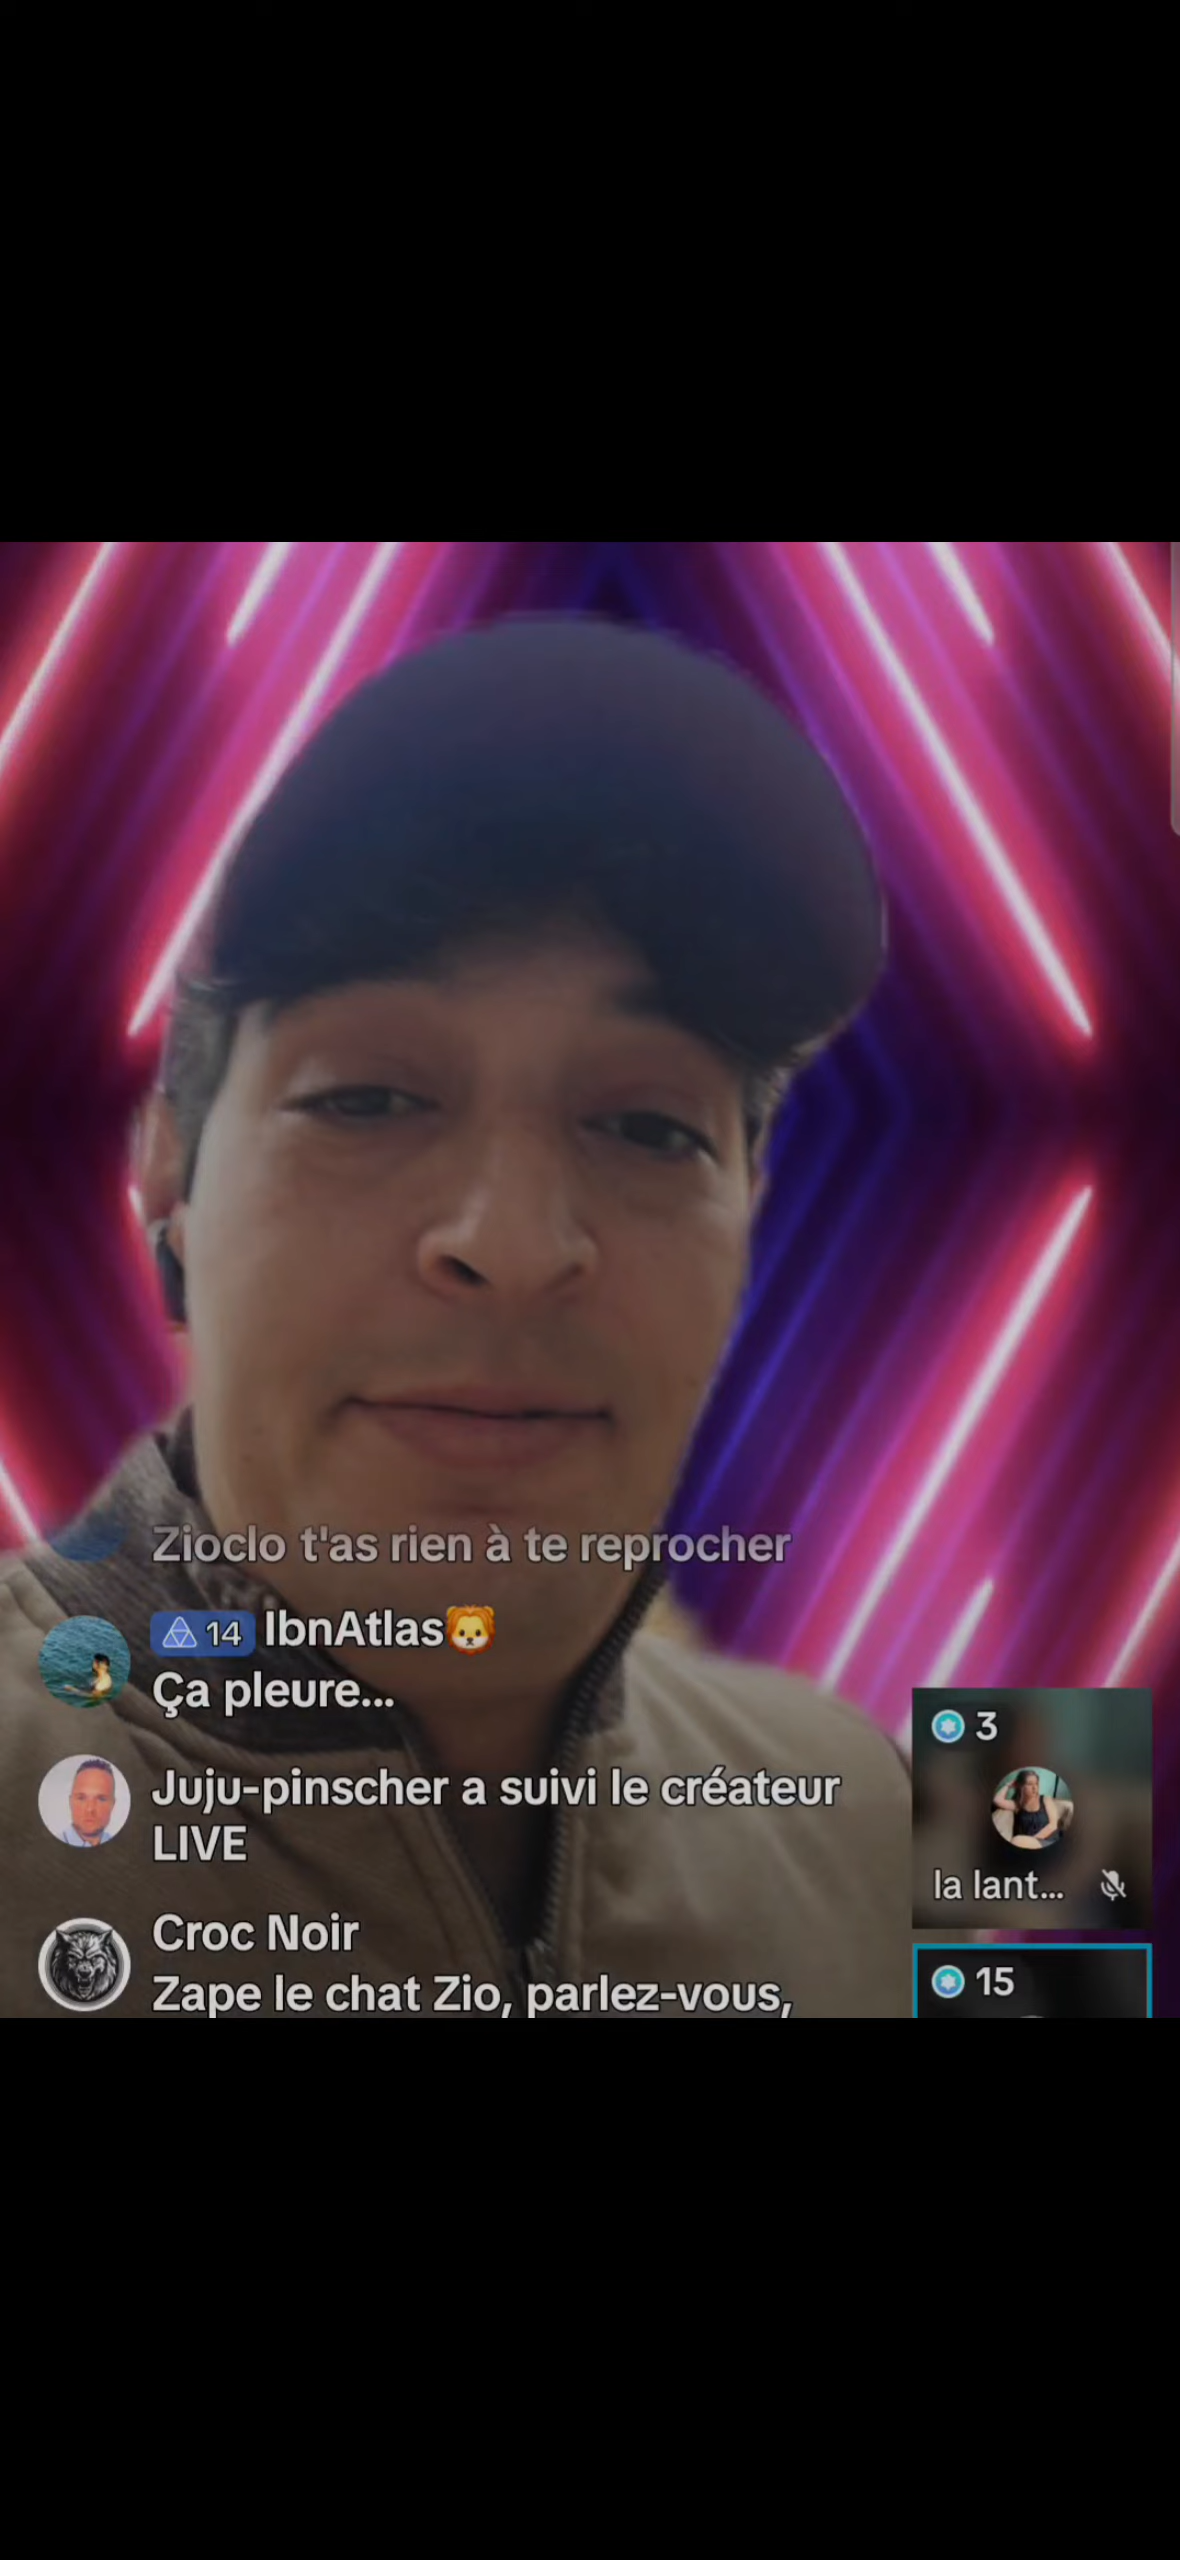 Zioclo t'as rien à te reprocher
14 IbnAtlas🦁
Ça pleure...
Juju-pinscher a suivi le créateur
LIVE
Croc Noir
Zape le chat Zio, parlez-vous,
3
la lant...
15